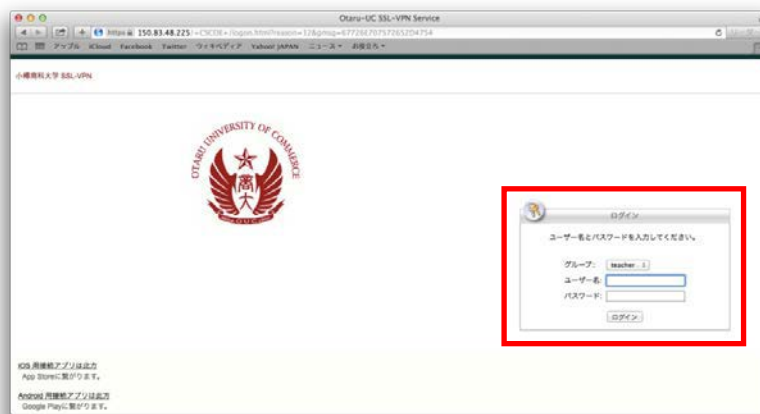 Otaru-UC SSL-VPN Service
https 150.83.48.225/+CSCOE+/logon.html?reason=12&gmsg=67726E70757265204754
アップル iCloud Facebook Twitter ウィキペディア Yahoo! JAPAN ニュース お役立ち
小樽商科大学 SSL-VPN
OTARU UNIVERSITY OF COMMERCE
商大
O.U.C
ログイン
ユーザー名とパスワードを入力してください。
グループ: teacher
ユーザー名:
パスワード:
ログイン
iOS 用接続アプリは此方
App Storeに繋がります。
Android 用接続アプリは此方
Google Playに繋がります。